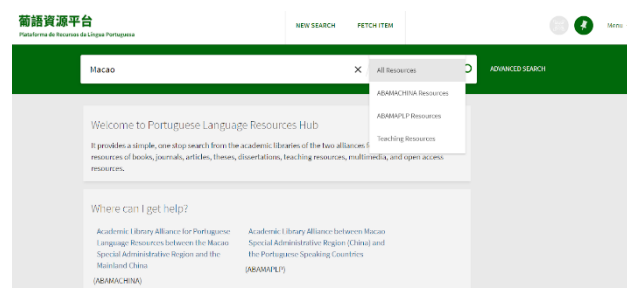 葡語資源平台
Plataforma de Recursos da Língua Portuguesa
NEW SEARCH
FETCH ITEM
Menu
Macao
All Resources
ABAMACHINA Resources
ABAMAPLP Resources
Teaching Resources
ADVANCED SEARCH
Welcome to Portuguese Language Resources Hub
It provides a simple, one stop search from the academic libraries of the two alliances f
resources of books, journals, articles, theses, dissertations, teaching resources, multimedia, and open access
resources.
Where can I get help?
Academic Library Alliance for Portuguese
Language Resources between the Macao
Special Administrative Region and the
Mainland China
(ABAMACHINA)
Academic Library Alliance between Macao
Special Administrative Region (China) and
the Portuguese Speaking Countries
(ABAMAPLP)